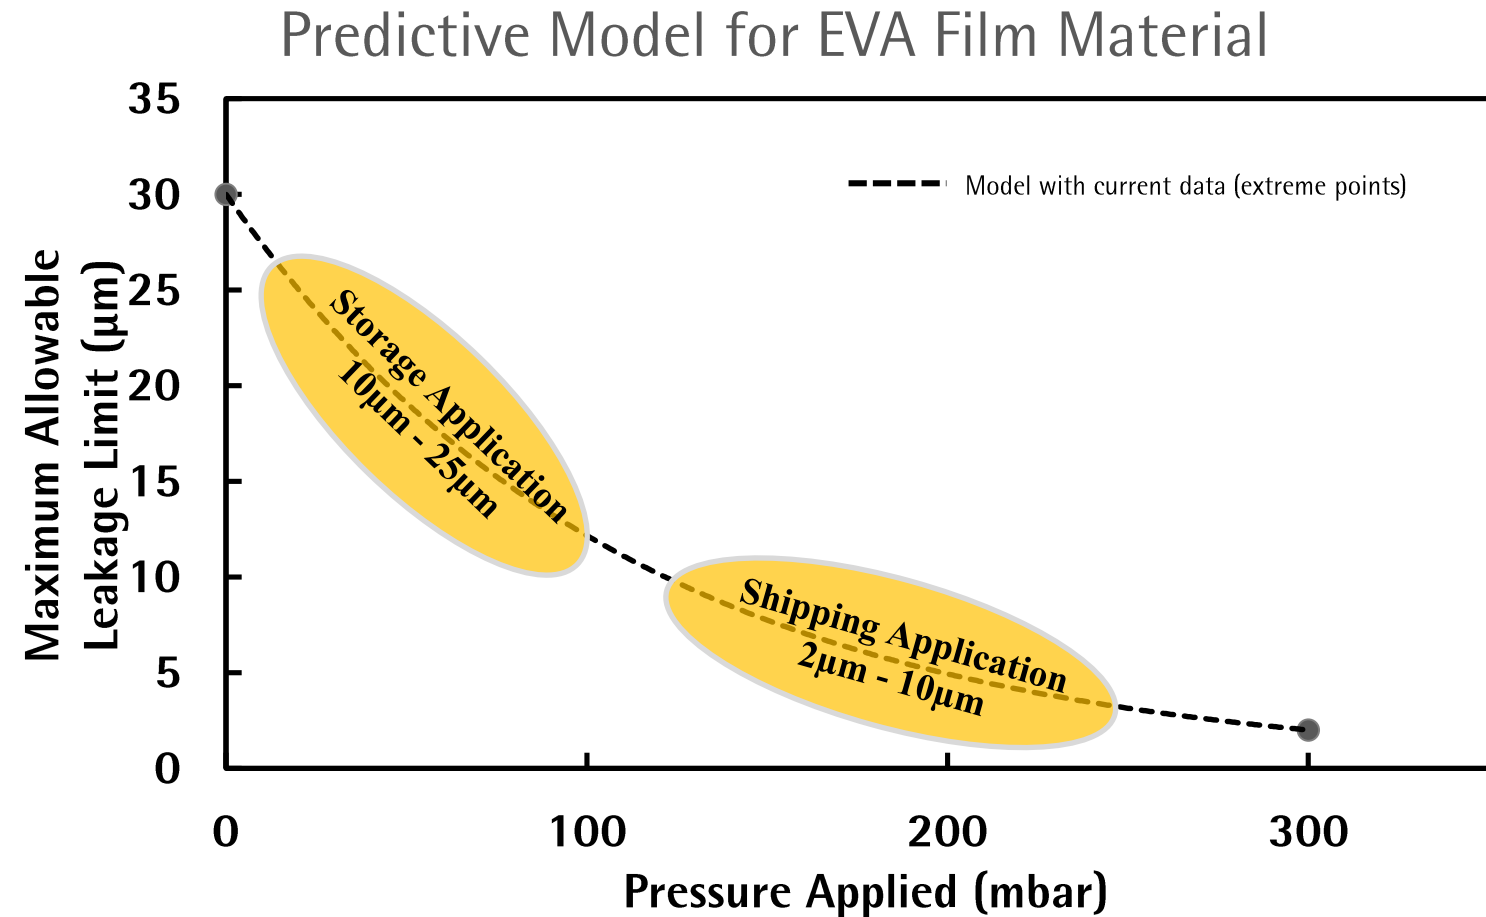 Predictive Model for EVA Film Material
Maximum Allowable
Leakage Limit (µm)
35
30
25
20
15
10
5
0
Model with current data (extreme points)
Storage Application
10µm - 25µm
Shipping Application
2µm - 10µm
0 100 200 300
Pressure Applied (mbar)